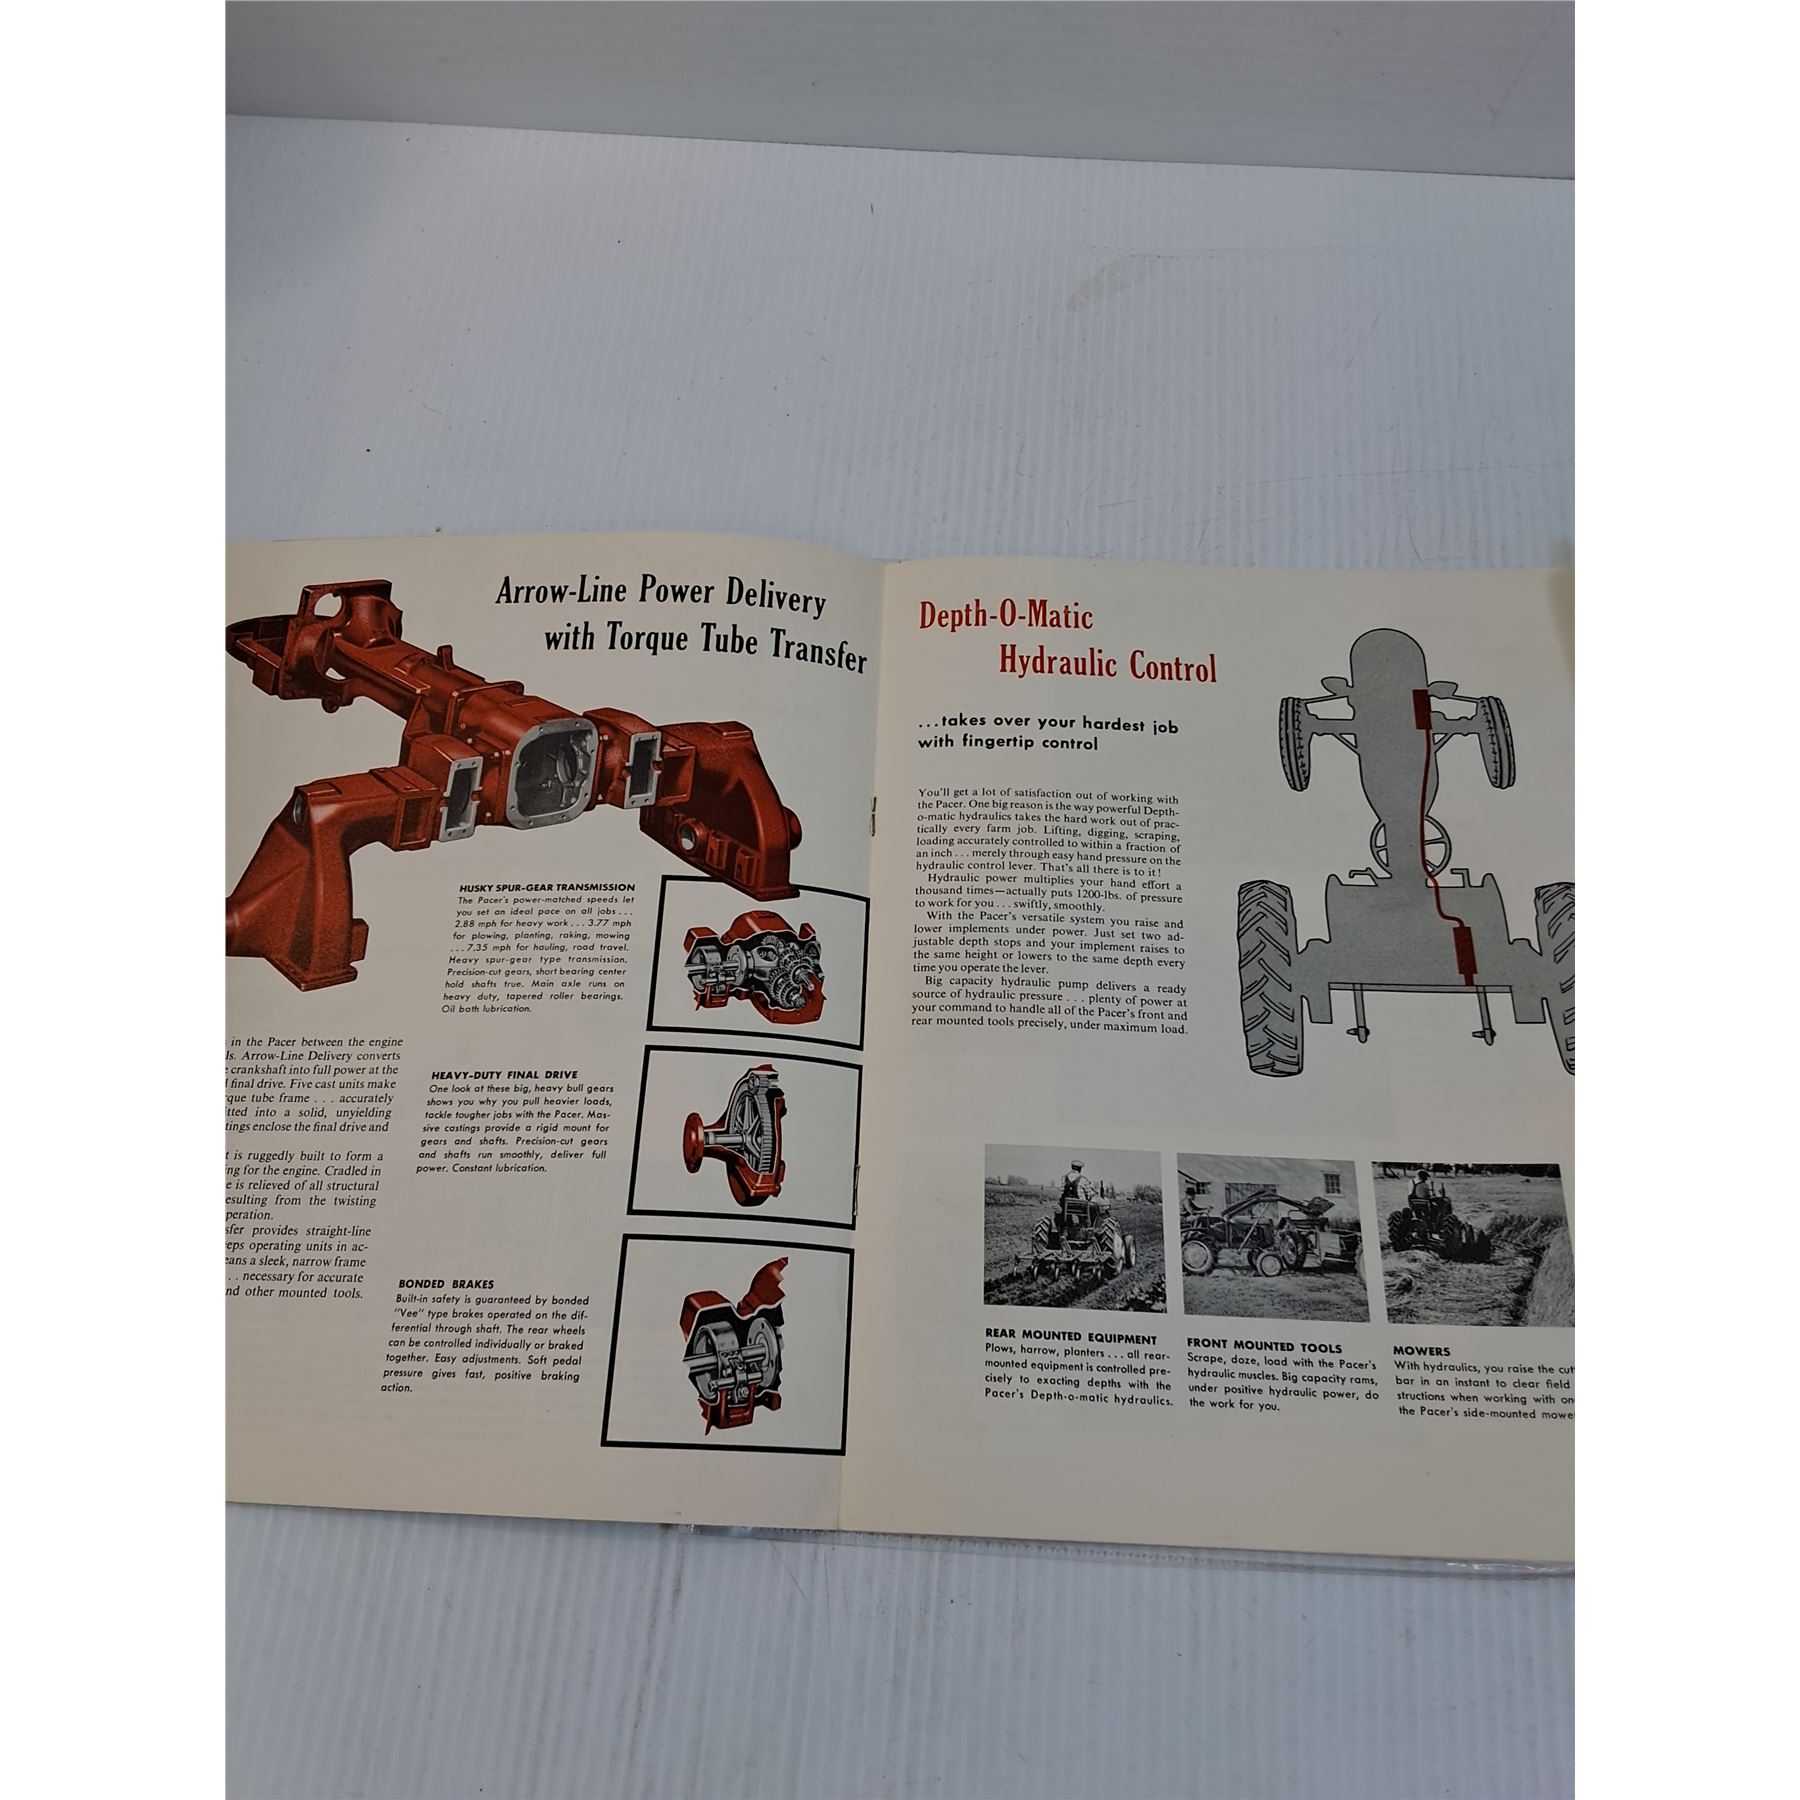 Arrow-Line Power Delivery
with Torque Tube Transfer
HUSKY SPUR-GEAR TRANSMISSION
The Pacer's power-matched speeds let
you set an ideal pace on all jobs . . .
2.88 mph for heavy work . . . 3.77 mph
for plowing, planting, raking, mowing
. . . 7.35 mph for hauling, road travel.
Heavy spur-gear type transmission.
Precision-cut gears, short bearing center
hold shafts true. Main axle runs on
heavy duty, tapered roller bearings.
Oil bath lubrication.
in the Pacer between the engine
ls. Arrow-Line Delivery converts
crankshaft into full power at the
final drive. Five cast units make
que tube frame . . . accurately
itted into a solid, unyielding
tings enclose the final drive and
t is ruggedly built to form a
ng for the engine. Cradled in
e is relieved of all structural
esulting from the twisting
peration.
sfer provides straight-line
eps operating units in ac-
eans a sleek, narrow frame
. . necessary for accurate
nd other mounted tools.
HEAVY-DUTY FINAL DRIVE
One look at these big, heavy bull gears
shows you why you pull heavier loads,
tackle tougher jobs with the Pacer. Mas-
sive castings provide a rigid mount for
gears and shafts. Precision-cut gears
and shafts run smoothly, deliver full
power. Constant lubrication.
BONDED BRAKES
Built-in safety is guaranteed by bonded
"Vee" type brakes operated on the dif-
ferential through shaft. The rear wheels
can be controlled individually or braked
together. Easy adjustments. Soft pedal
pressure gives fast, positive braking
action.
Depth-O-Matic
Hydraulic Control
...takes over your hardest job
with fingertip control
You'll get a lot of satisfaction out of working with
the Pacer. One big reason is the way powerful Depth-
o-matic hydraulics takes the hard work out of prac-
tically every farm job. Lifting, digging, scraping,
loading accurately controlled to within a fraction of
an inch . . . merely through easy hand pressure on the
hydraulic control lever. That's all there is to it!
Hydraulic power multiplies your hand effort a
thousand times—actually puts 1200-lbs. of pressure
to work for you . . . swiftly, smoothly.
With the Pacer's versatile system you raise and
lower implements under power. Just set two ad-
justable depth stops and your implement raises to
the same height or lowers to the same depth every
time you operate the lever.
Big capacity hydraulic pump delivers a ready
source of hydraulic pressure . . . plenty of power at
your command to handle all of the Pacer's front and
rear mounted tools precisely, under maximum load.
REAR MOUNTED EQUIPMENT
Plows, harrow, planters . . . all rear-
mounted equipment is controlled pre-
cisely to exacting depths with the
Pacer's Depth-o-matic hydraulics.
FRONT MOUNTED TOOLS
Scrape, doze, load with the Pacer's
hydraulic muscles. Big capacity rams,
under positive hydraulic power, do
the work for you.
MOWERS
With hydraulics, you raise the cut
bar in an instant to clear field
structions when working with on
the Pacer's side-mounted mowe